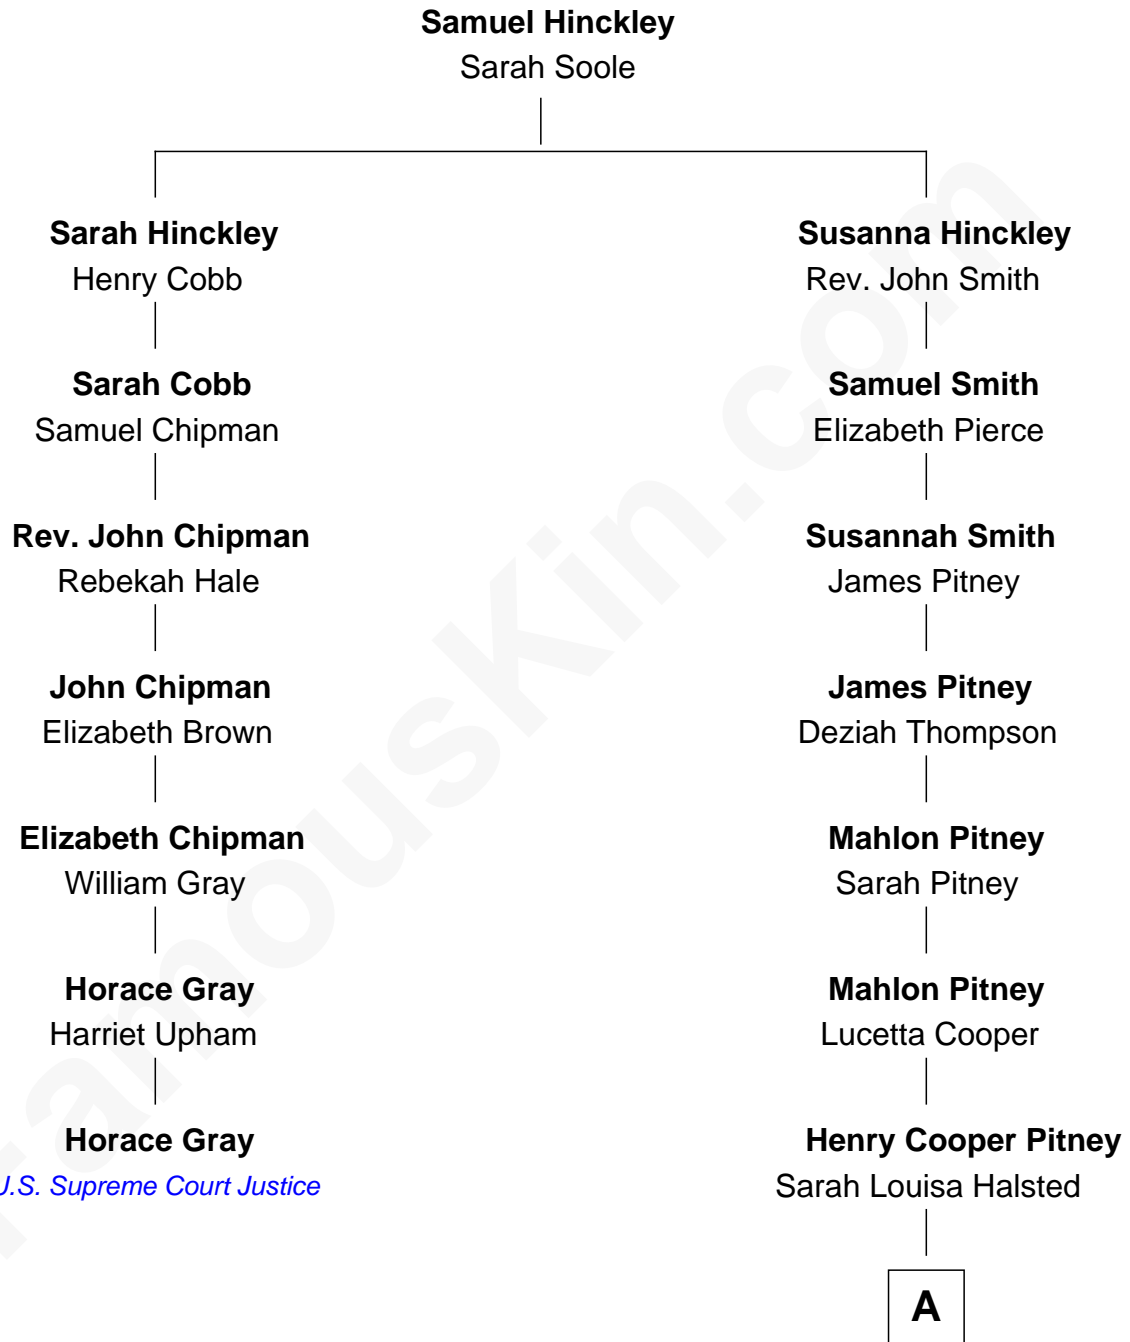 Samuel Hinckley
Sarah Soole
Sarah Hinckley
Henry Cobb
Susanna Hinckley
Rev. John Smith
Sarah Cobb
Samuel Chipman
Samuel Smith
Elizabeth Pierce
Rev. John Chipman
Rebekah Hale
Susannah Smith
James Pitney
John Chipman
Elizabeth Brown
James Pitney
Deziah Thompson
Elizabeth Chipman
William Gray
Mahlon Pitney
Sarah Pitney
Horace Gray
Harriet Upham
Mahlon Pitney
Lucetta Cooper
Horace Gray
U.S. Supreme Court Justice
Henry Cooper Pitney
Sarah Louisa Halsted
A
FamousKin.com